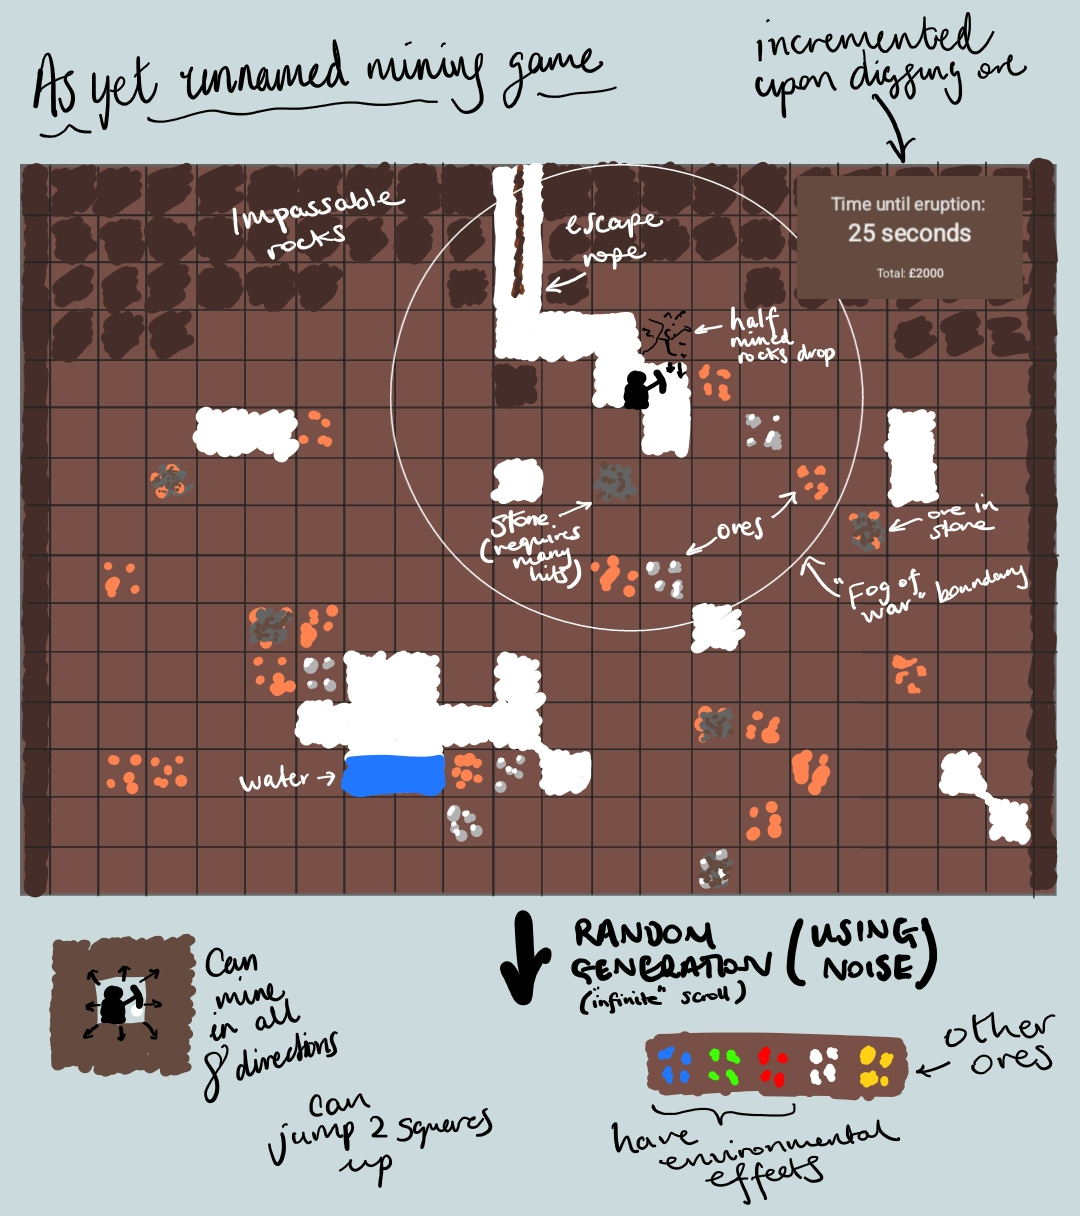 As yet unnamed mining game
incremented
upon digging ore
Impassable
rocks
escape
rope
Time until eruption:
25 seconds
Total: £2000
half
mined
rocks drop
stone
(requires
many
hits)
ores
ore in
stone
"Fog of
war" boundary
water
Can
mine
in all
8 directions
can
jump 2 squares
up
RANDOM
GENERATION
("infinite" scroll)
(USING
NOISE)
other
ores
have
environmental
effects